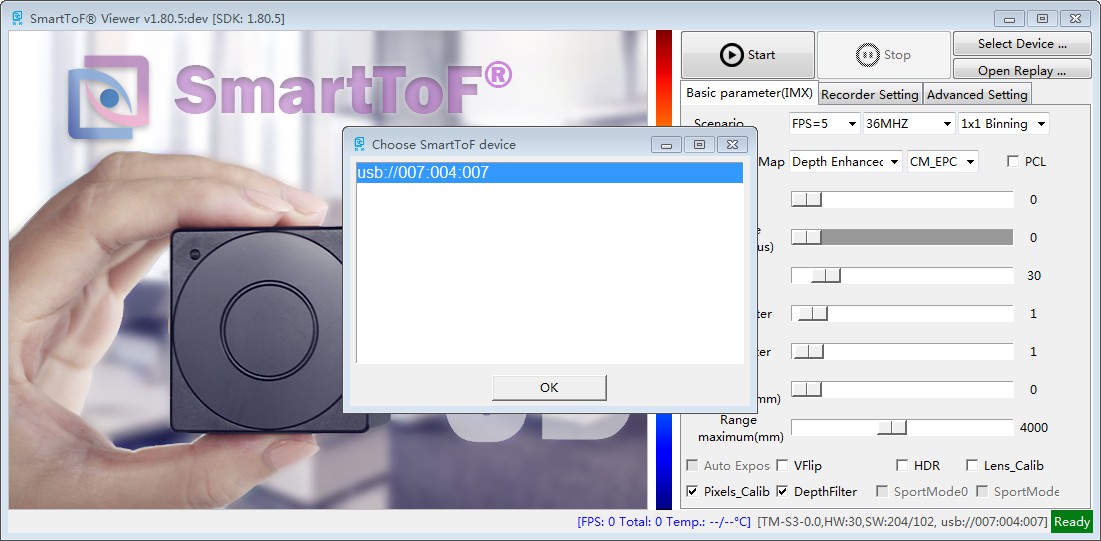 SmartToF® Viewer v1.80.5:dev [SDK: 1.80.5]
SmartToF®
Start
Stop
Select Device ...
Open Replay ...
Basic parameter(IMX)
Recorder Setting
Advanced Setting
Scenario
FPS=5
36MHZ
1x1 Binning
Map
Depth Enhancec
CM_EPC
PCL
Choose SmartToF device
usb://007:004:007
OK
0
us)
0
30
ter
1
ter
1
mm)
0
Range
maximum(mm)
4000
Auto Expos
VFlip
HDR
Lens_Calib
Pixels_Calib
DepthFilter
SportMode0
SportMode
[FPS: 0 Total: 0 Temp.: --/--°C]
[TM-S3-0.0,HW:30,SW:204/102, usb://007:004:007]
Ready